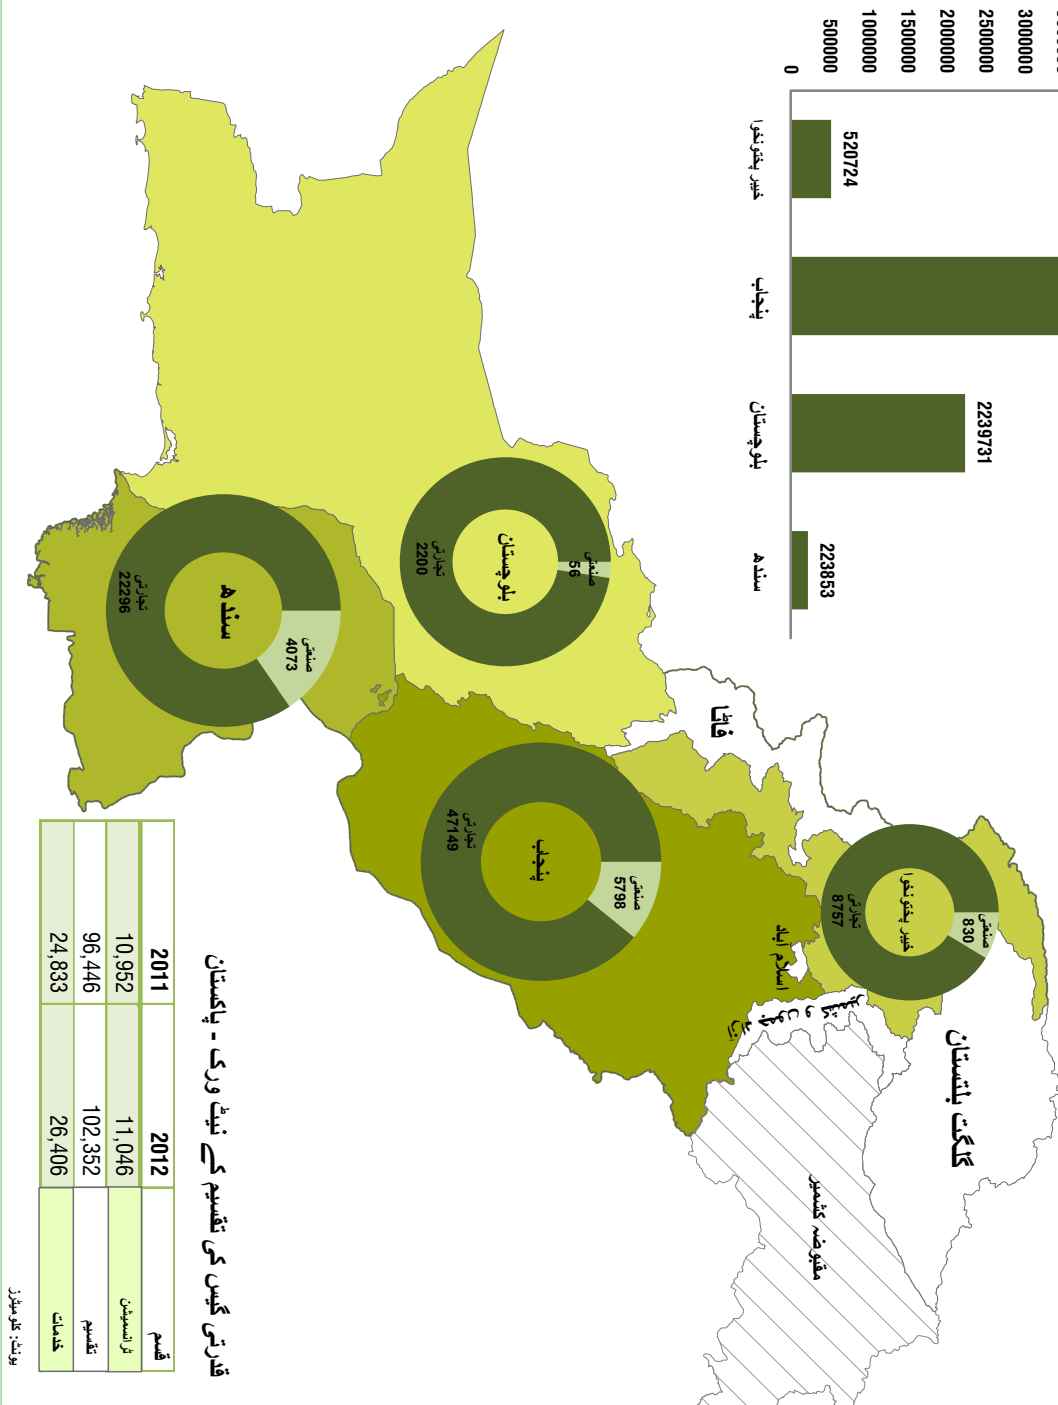 3000000
2500000
2000000
1500000
1000000
500000
0
520724
2239731
223853
خیبر پختونخوا
پنجاب
بلوچستان
سندھ
فاٹا
گلگت بلتستان
مقبوضہ کشمیر
اسلام آباد
خیبر پختونخوا
صنعتی
830
تجارتی
8757
پنجاب
صنعتی
5798
تجارتی
47149
بلوچستان
صنعتی
56
تجارتی
2200
سندھ
صنعتی
4073
تجارتی
22296
قدرتی گیس کی تقسیم کے نیٹ ورک - پاکستان
2011 2012 قسم
10,952 11,046 ٹرانسمیشن
96,446 102,352 تقسیم
24,833 26,406 خدمات
یونٹ: کلومیٹرز